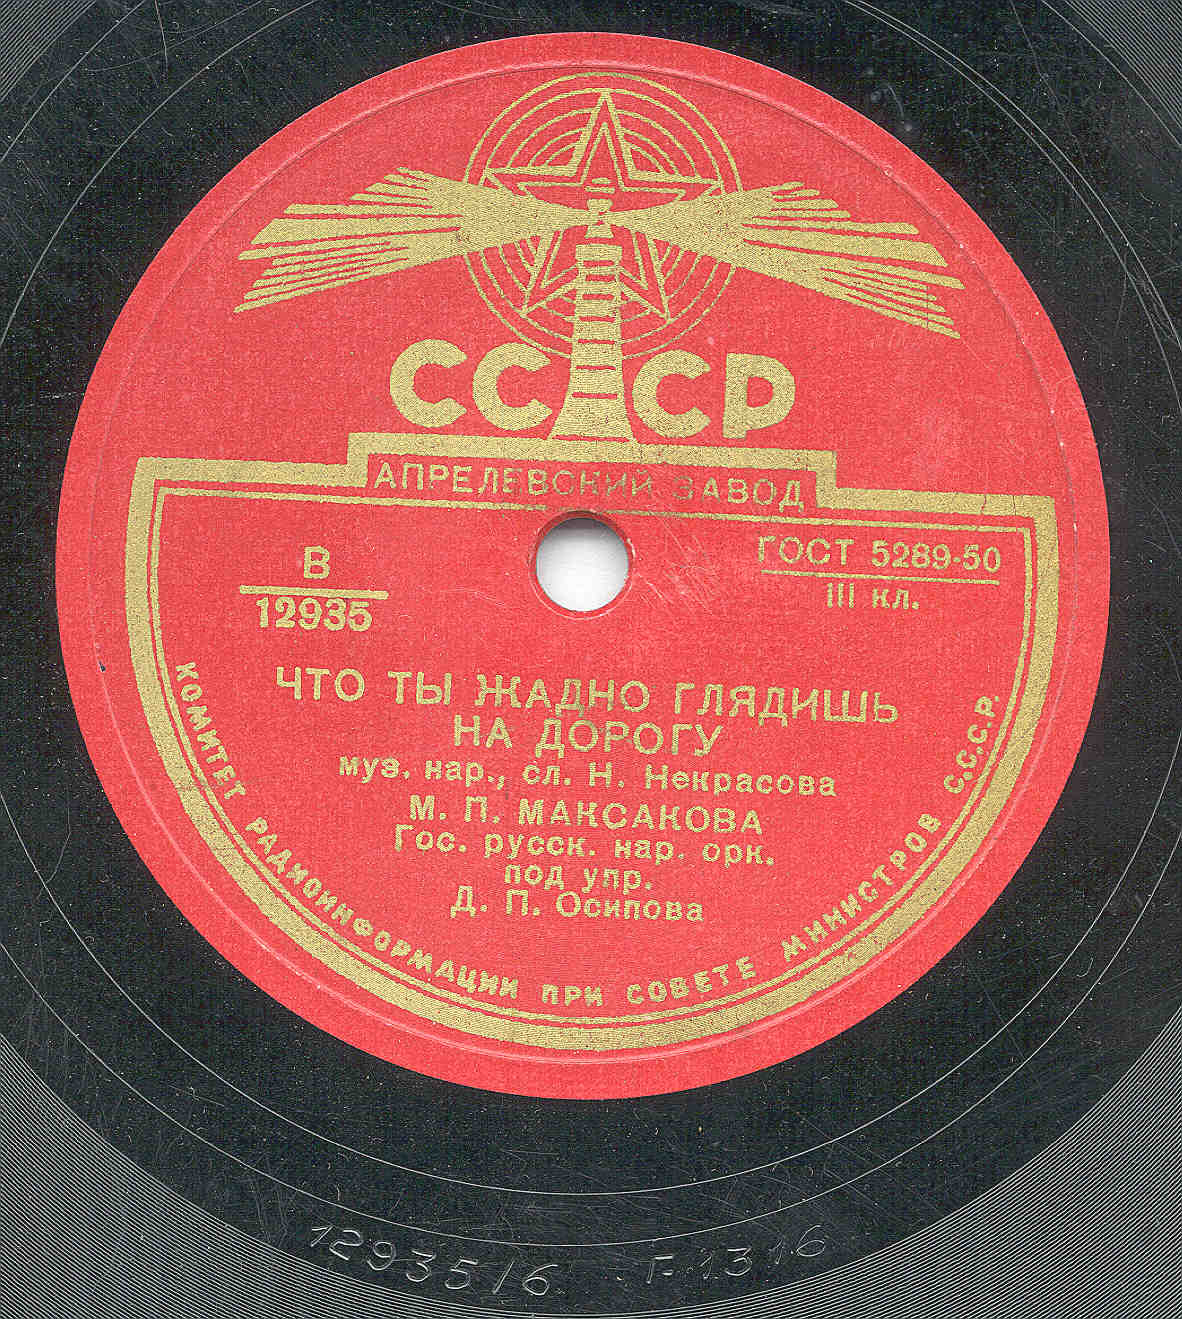 СССР
АПРЕЛЕВСКИЙ ЗАВОД
В
12935
ГОСТ 5289-50
III кл.
ЧТО ТЫ ЖАДНО ГЛЯДИШЬ
НА ДОРОГУ
муз. нар., сл. Н. Некрасова
М. П. МАКСАКОВА
Гос. русск. нар. орк.
под упр.
Д. П. Осипова
КОМИТЕТ РАДИОИНФОРМАЦИИ ПРИ СОВЕТЕ МИНИСТРОВ С.С.С.Р.
12935/6 Г-1316